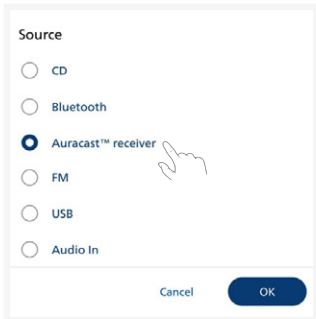 Source
CD
Bluetooth
Auracast™ receiver
FM
USB
Audio In
Cancel OK